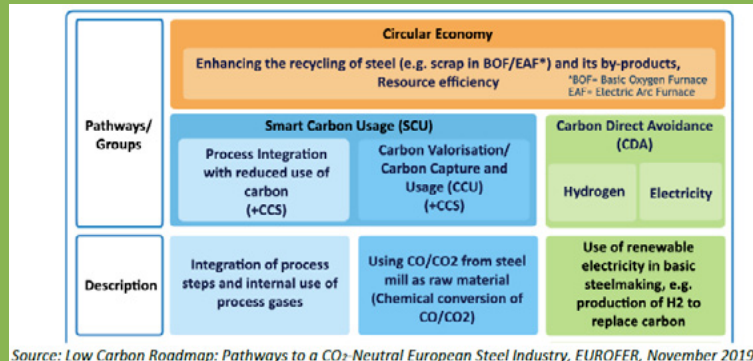 Circular Economy
Enhancing the recycling of steel (e.g. scrap in BOF/EAF*) and its by-products,
Resource efficiency
*BOF= Basic Oxygen Furnace
EAF= Electric Arc Furnace
Pathways/
Groups
Smart Carbon Usage (SCU)
Process Integration
with reduced use of
carbon
(+CCS)
Carbon Valorisation/
Carbon Capture and
Usage (CCU)
(+CCS)
Carbon Direct Avoidance
(CDA)
Hydrogen
Electricity
Description
Integration of process
steps and internal use of
process gases
Using CO/CO2 from steel
mill as raw material
(Chemical conversion of
CO/CO2)
Use of renewable
electricity in basic
steelmaking, e.g.
production of H2 to
replace carbon
Source: Low Carbon Roadmap: Pathways to a CO₂-Neutral European Steel Industry, EUROFER, November 2019